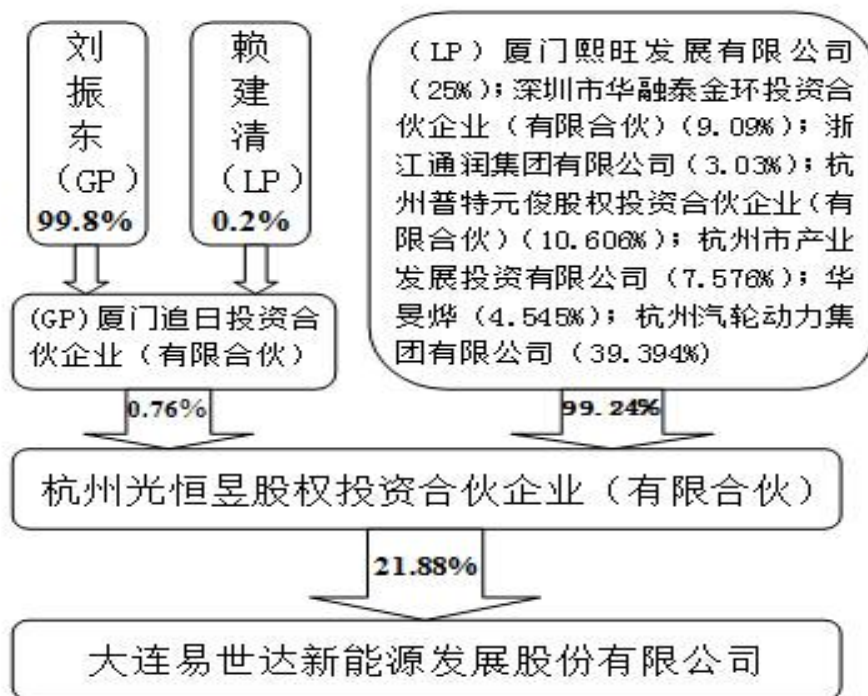 刘振东
（GP）
99.8%
赖建清
（LP）
0.2%
（LP）厦门熙旺发展有限公司
（25%）；深圳市华融泰金环投资合
伙企业（有限合伙）（9.09%）；浙
江通润集团有限公司（3.03%）；杭
州普特元俊股权投资合伙企业（有
限合伙）（10.606%）；杭州市产业
发展投资有限公司（7.576%）；华
旻烨（4.545%）；杭州汽轮动力集
团有限公司（39.394%）
(GP)厦门追日投资合
伙企业（有限合伙）
0.76%
99.24%
杭州光恒昱股权投资合伙企业（有限合伙）
21.88%
大连易世达新能源发展股份有限公司